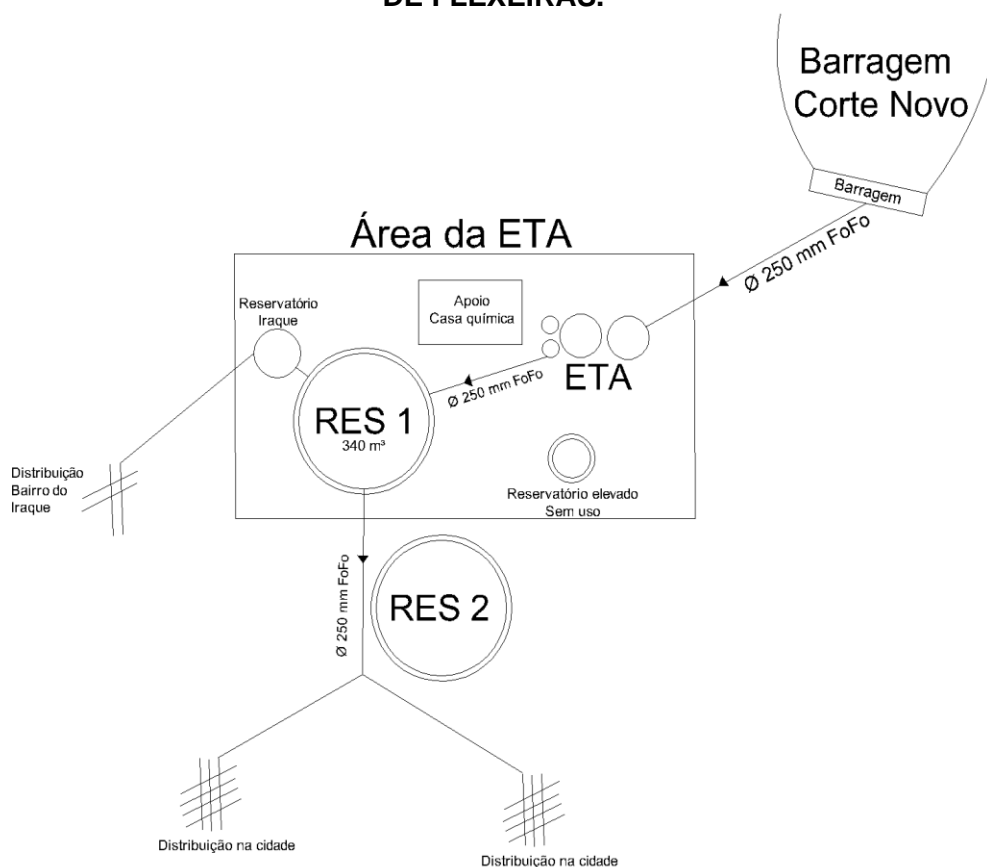 Barragem
Corte Novo
Barragem
Ø 250 mm FoFo
Área da ETA
Reservatório
Iraque
Apoio
Casa química
ETA
Ø 250 mm FoFo
RES 1
340 m³
Reservatório elevado
Sem uso
Distribuição
Bairro do
Iraque
Ø 250 mm FoFo
RES 2
Distribuição na cidade
Distribuição na cidade